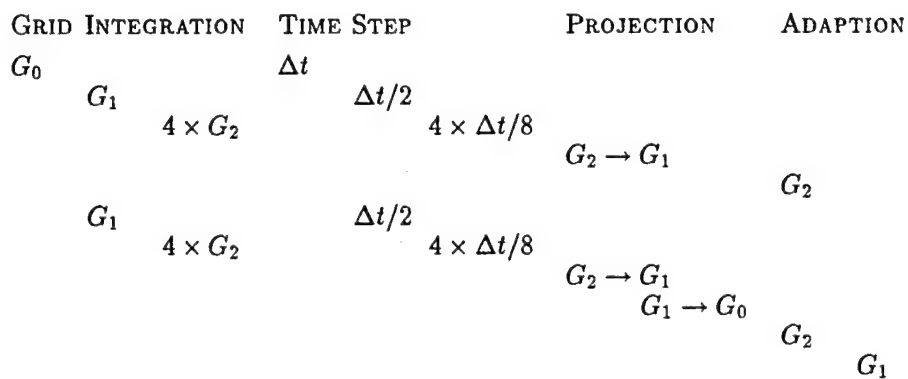 GRID INTEGRATION TIME STEP PROJECTION ADAPTION
G₀ Δt
G₁ Δt/2
4 × G₂ 4 × Δt/8
G₂ → G₁
G₂
G₁ Δt/2
4 × G₂ 4 × Δt/8
G₂ → G₁
G₁ → G₀
G₂
G₁